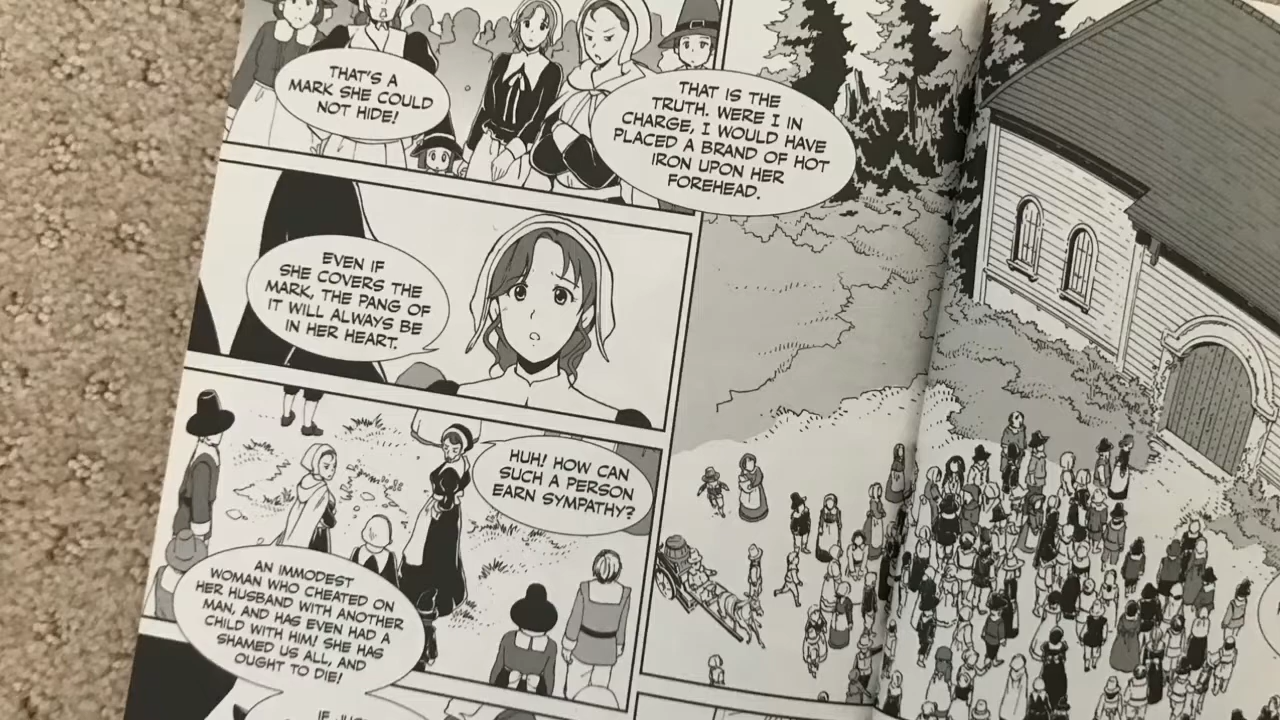 THAT'S A
MARK SHE COULD
NOT HIDE!
THAT IS THE
TRUTH. WERE I IN
CHARGE, I WOULD HAVE
PLACED A BRAND OF HOT
IRON UPON HER
FOREHEAD.
EVEN IF
SHE COVERS THE
MARK, THE PANG OF
IT WILL ALWAYS BE
IN HER HEART.
HUH! HOW CAN
SUCH A PERSON
EARN SYMPATHY?
AN IMMODEST
WOMAN WHO CHEATED ON
HER HUSBAND WITH ANOTHER
MAN, AND HAS EVEN HAD A
CHILD WITH HIM! SHE HAS
SHAMED US ALL, AND
OUGHT TO DIE!
IF